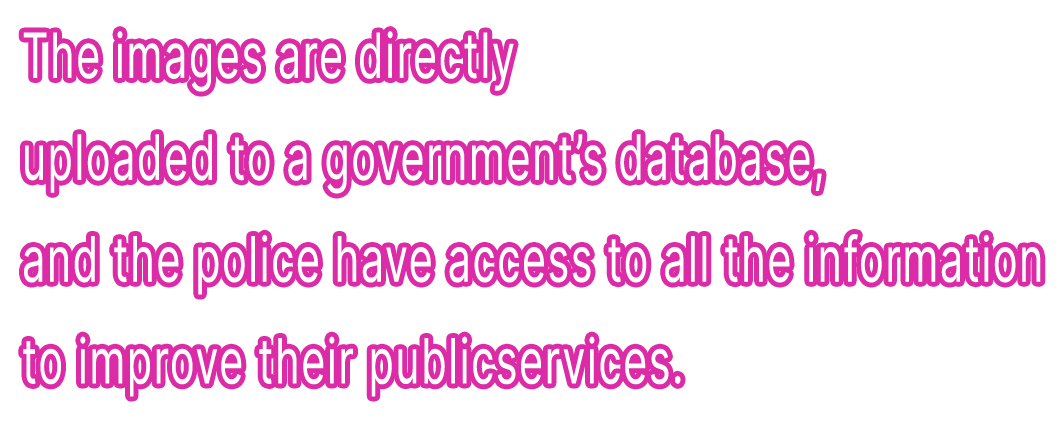 The images are directly
uploaded to a government’s database,
and the police have access to all the information
to improve their publicservices.